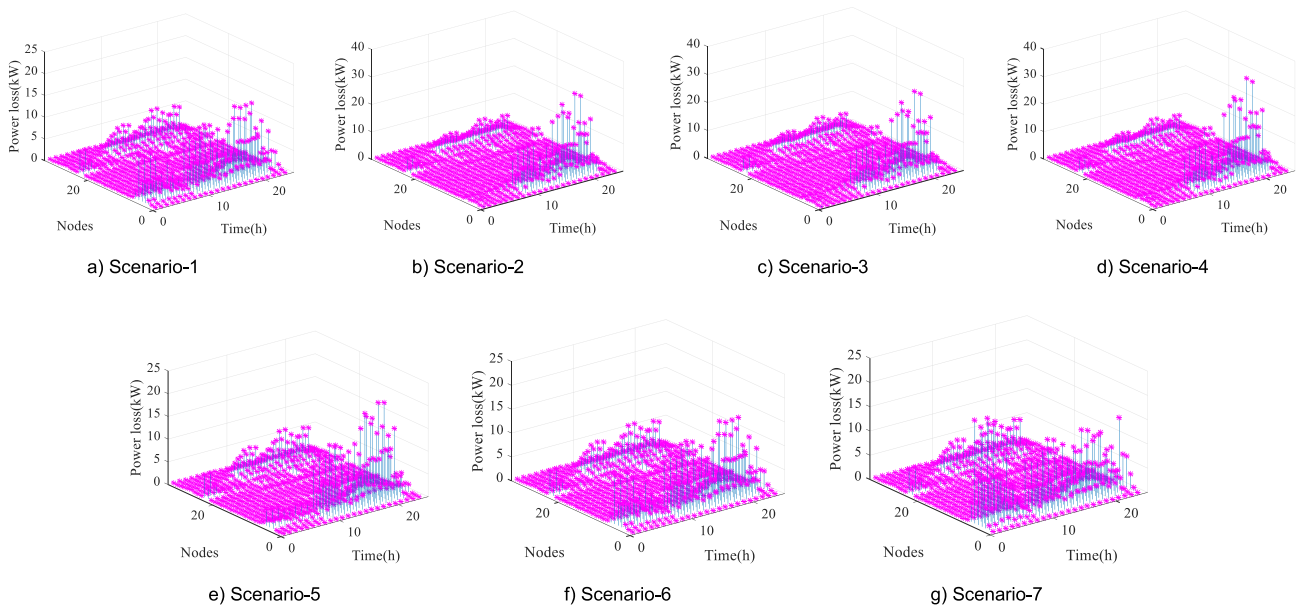 Power loss(kW)
25
20
15
10
5
0
20
0
Nodes
0
10
20
Time(h)
a) Scenario-1
Power loss(kW)
40
30
20
10
0
20
0
Nodes
0
10
20
Time(h)
b) Scenario-2
Power loss(kW)
40
30
20
10
0
20
0
Nodes
0
10
20
Time(h)
c) Scenario-3
Power loss(kW)
40
30
20
10
0
20
0
Nodes
0
10
20
Time(h)
d) Scenario-4
Power loss(kW)
25
20
15
10
5
0
20
0
Nodes
0
10
20
Time(h)
e) Scenario-5
Power loss(kW)
25
20
15
10
5
0
20
0
Nodes
0
10
20
Time(h)
f) Scenario-6
Power loss(kW)
25
20
15
10
5
0
20
0
Nodes
0
10
20
Time(h)
g) Scenario-7